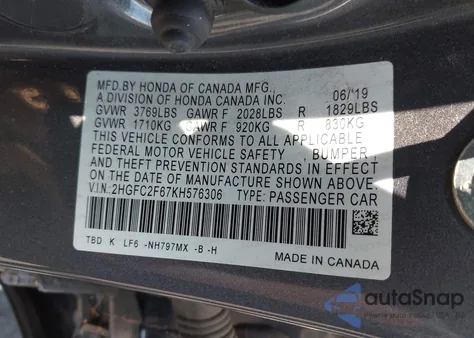 MFD.BY HONDA OF CANADA MFG., 06/'19
A DIVISION OF HONDA CANADA INC.
GVWR 3769LBS GAWR F 2028LBS R 1829LBS
GVWR 1710KG GAWR F 920KG R 830KG
THIS VEHICLE CONFORMS TO ALL APPLICABLE
FEDERAL MOTOR VEHICLE SAFETY , BUMPER ,
AND THEFT PREVENTION STANDARDS IN EFFECT
ON THE DATE OF MANUFACTURE SHOWN ABOVE.
V.I.N: 2HGFC2F67KH576306 TYPE: PASSENGER CAR
TBD K LF6 -NH797MX -B -H
MADE IN CANADA
autoSnap